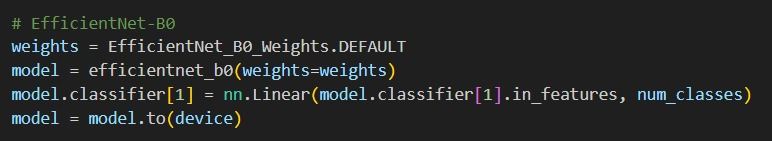 # EfficientNet-B0
weights = EfficientNet_B0_Weights.DEFAULT
model = efficientnet_b0(weights=weights)
model.classifier[1] = nn.Linear(model.classifier[1].in_features, num_classes)
model = model.to(device)